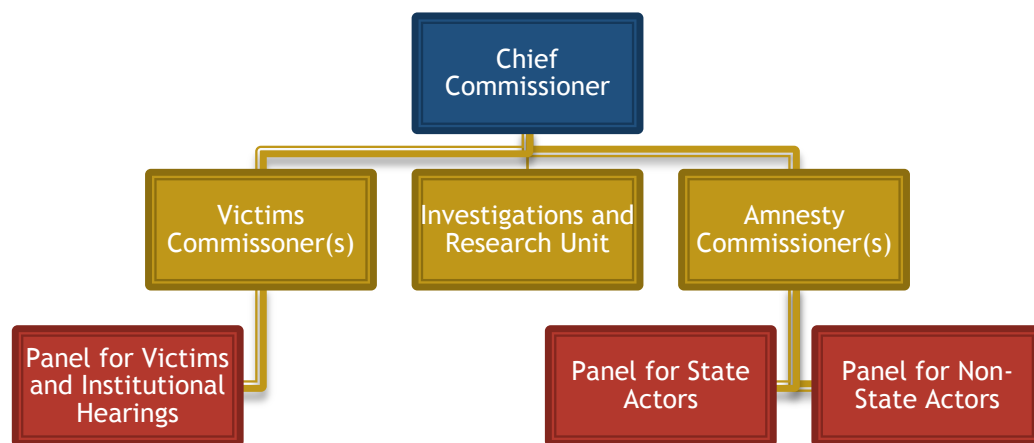 Chief
Commissioner
Victims
Commissoner(s)
Investigations and
Research Unit
Amnesty
Commissioner(s)
Panel for Victims
and Institutional
Hearings
Panel for State
Actors
Panel for Non-
State Actors